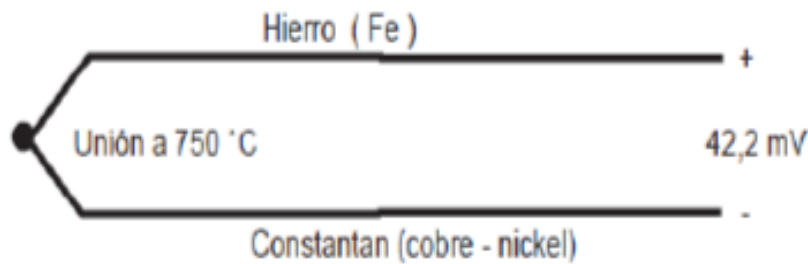 Hierro ( Fe )
+
Unión a 750 °C
42,2 mV
-
Constantan (cobre - nickel)